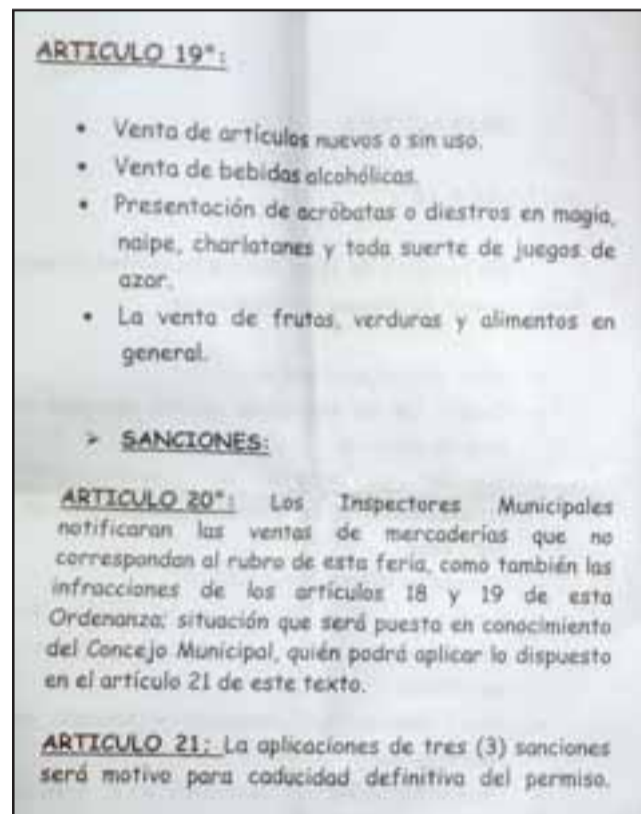 ARTICULO 19°:
• Venta de artículos nuevos o sin uso.
• Venta de bebidas alcohólicas.
• Presentación de acróbatas o diestros en magia,
naipe, charlatanes y toda suerte de juegos de
azar.
• La venta de frutas, verduras y alimentos en
general.
➢ SANCIONES:
ARTICULO 20°: Los Inspectores Municipales
notificaran las ventas de mercaderías que no
correspondan al rubro de esta feria, como también las
infracciones de los artículos 18 y 19 de esta
Ordenanza; situación que será puesta en conocimiento
del Concejo Municipal, quién podrá aplicar lo dispuesto
en el artículo 21 de este texto.
ARTICULO 21: La aplicaciones de tres (3) sanciones
será motivo para caducidad definitiva del permiso.